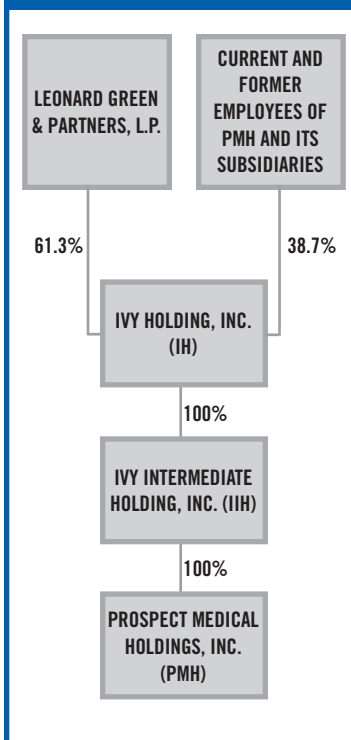 LEONARD GREEN
& PARTNERS, L.P.
CURRENT AND
FORMER
EMPLOYEES OF
PMH AND ITS
SUBSIDIARIES
61.3%
38.7%
IVY HOLDING, INC.
(IH)
100%
IVY INTERMEDIATE
HOLDING, INC. (IIH)
100%
PROSPECT MEDICAL
HOLDINGS, INC.
(PMH)